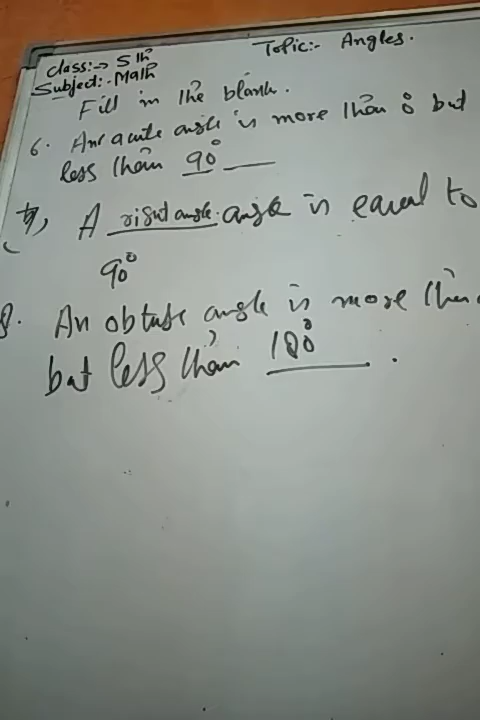 class:→ 5th
Topic:- Angles.
Subject:- Math
Fill in the blank.
6. An acute angle is more than 0 but
less than 90°
7, A right angle angle is equal to
90°
8. An obtuse angle is more than
but less than 180° .